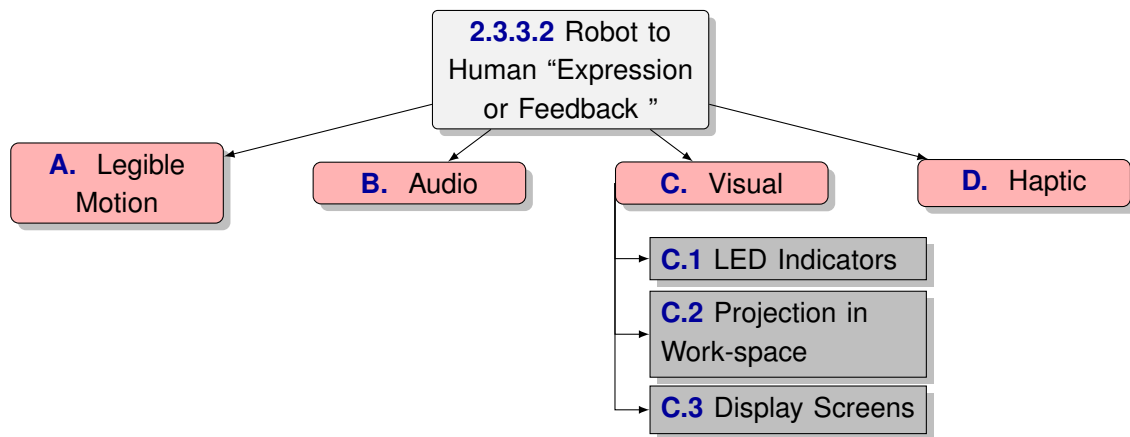 2.3.3.2 Robot to
Human “Expression
or Feedback ”
A. Legible
Motion
B. Audio
C. Visual
D. Haptic
C.1 LED Indicators
C.2 Projection in
Work-space
C.3 Display Screens